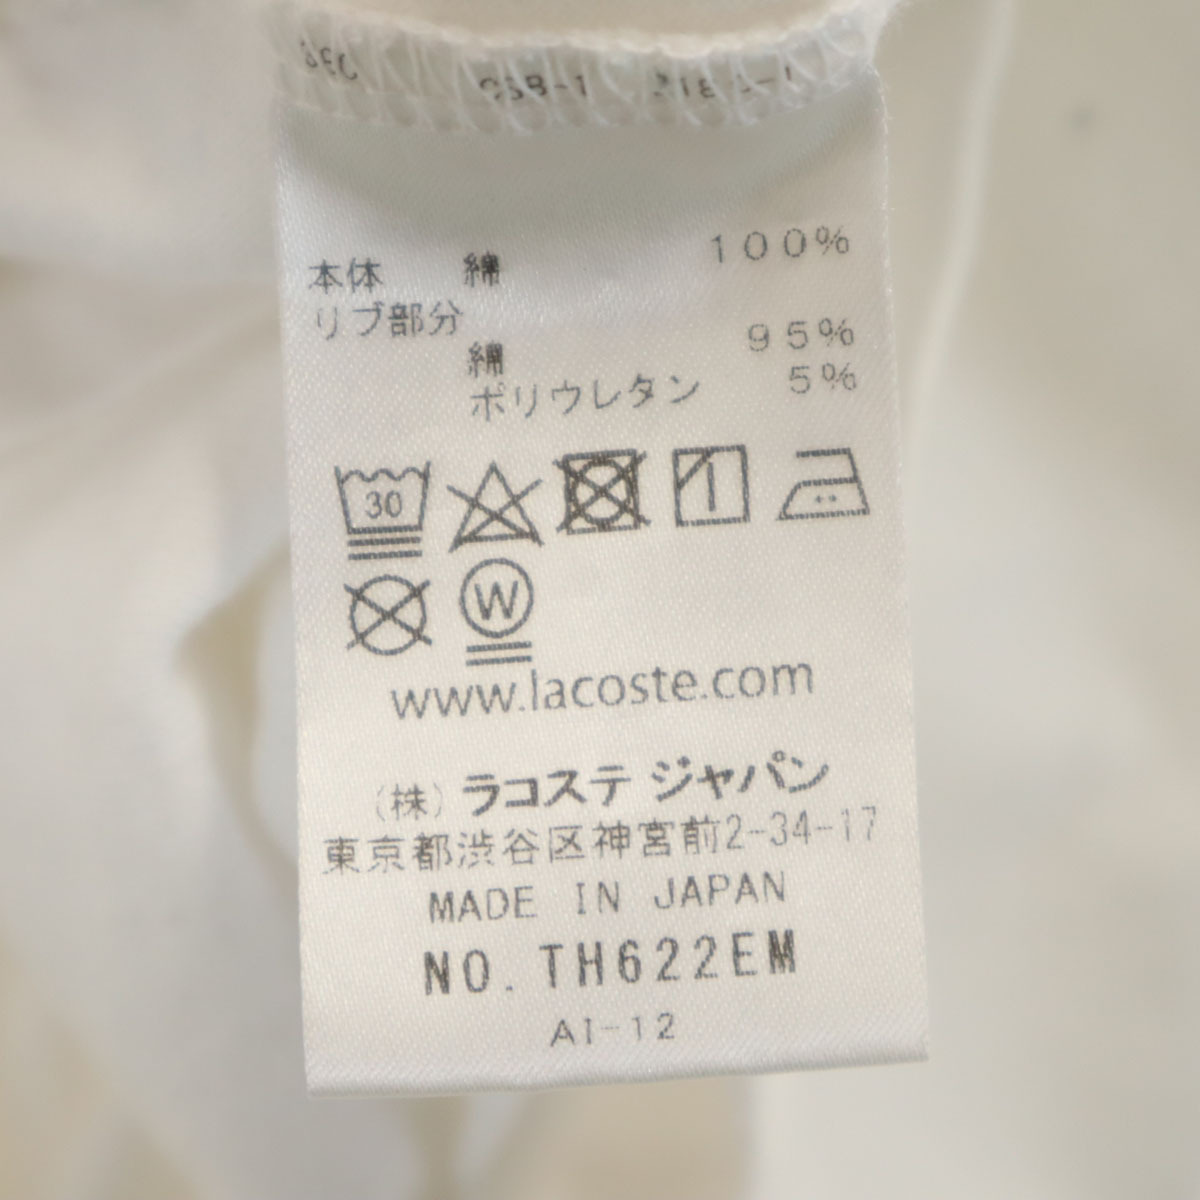 本体 綿 100%
リブ部分
綿 95%
ポリウレタン 5%
30
W
www.lacoste.com
(株) ラコステ ジャパン
東京都渋谷区神宮前2-34-17
MADE IN JAPAN
NO. TH622EM
AI-12